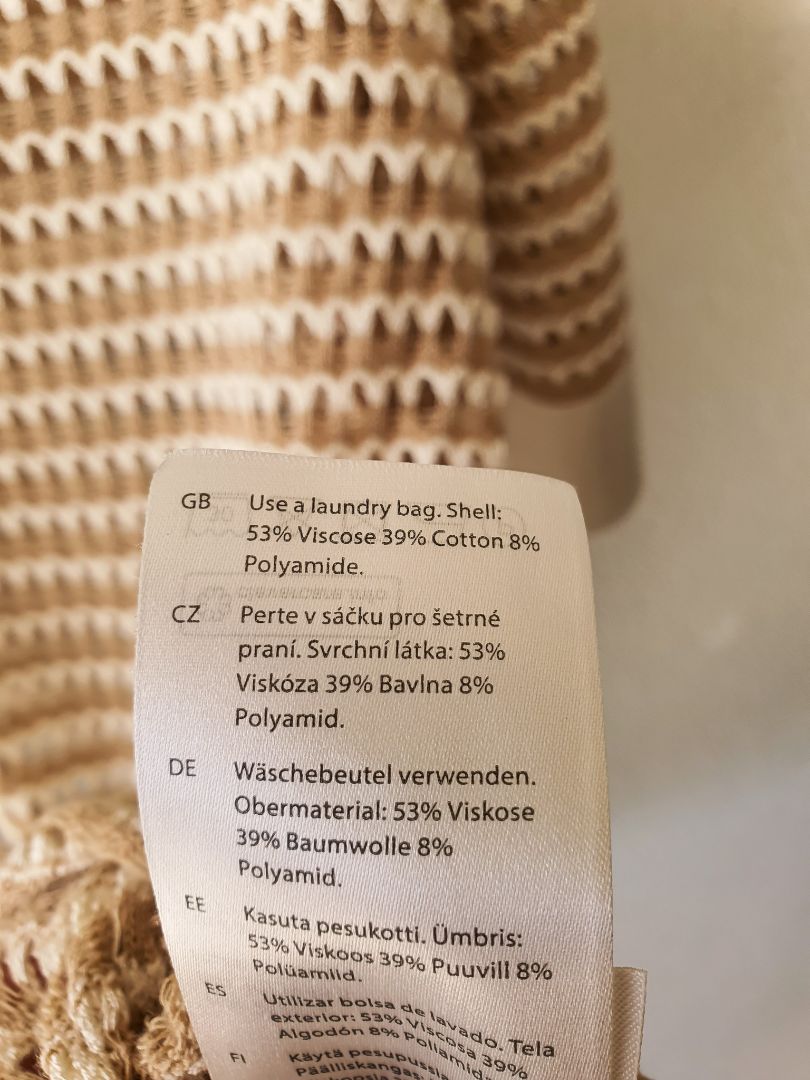 GB Use a laundry bag. Shell:
53% Viscose 39% Cotton 8%
Polyamide.
CZ Perte v sáčku pro šetrné
praní. Svrchní látka: 53%
Viskóza 39% Bavlna 8%
Polyamid.
DE Wäschebeutel verwenden.
Obermaterial: 53% Viskose
39% Baumwolle 8%
Polyamid.
EE Kasuta pesukotti. Ümbris:
53% Viskoos 39% Puuvill 8%
Polüamiid.
ES Utilizar bolsa de lavado. Tela
exterior: 53% Viscosa 39%
Algodón 8% Poliamida.
FI Käytä